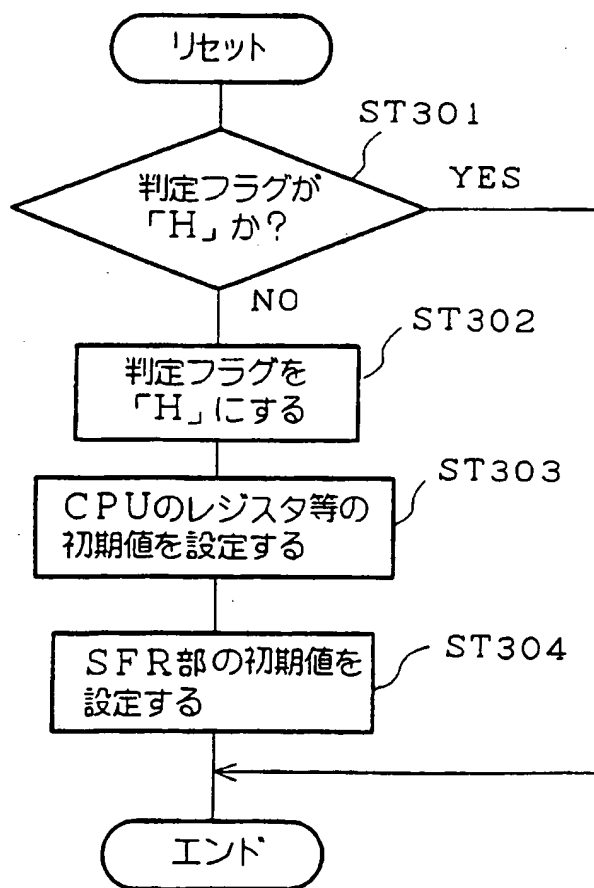 リセット
ST301
判定フラグが
「H」か?
YES
NO
ST302
判定フラグを
「H」にする
ST303
CPUのレジスタ等の
初期値を設定する
ST304
SFR部の初期値を
設定する
エンド